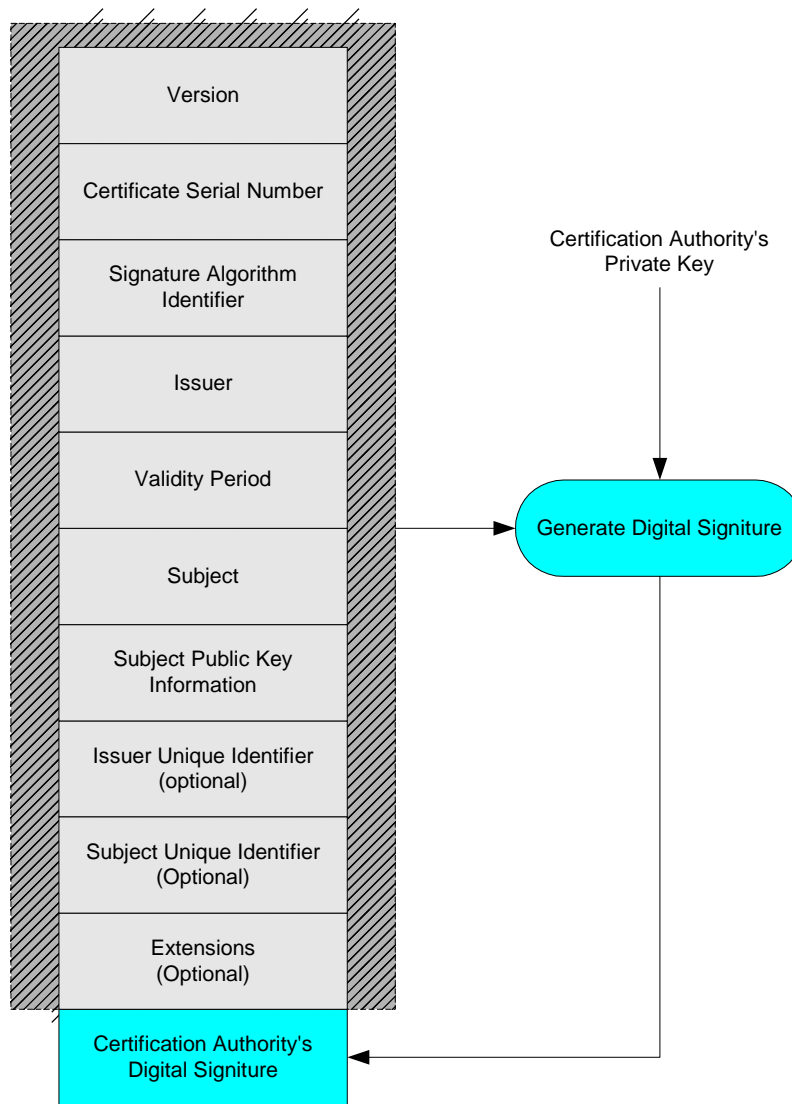 Version
Certificate Serial Number
Signature Algorithm
Identifier
Issuer
Validity Period
Subject
Subject Public Key
Information
Issuer Unique Identifier
(optional)
Subject Unique Identifier
(Optional)
Extensions
(Optional)
Certification Authority's
Digital Signiture
Certification Authority's
Private Key
Generate Digital Signiture